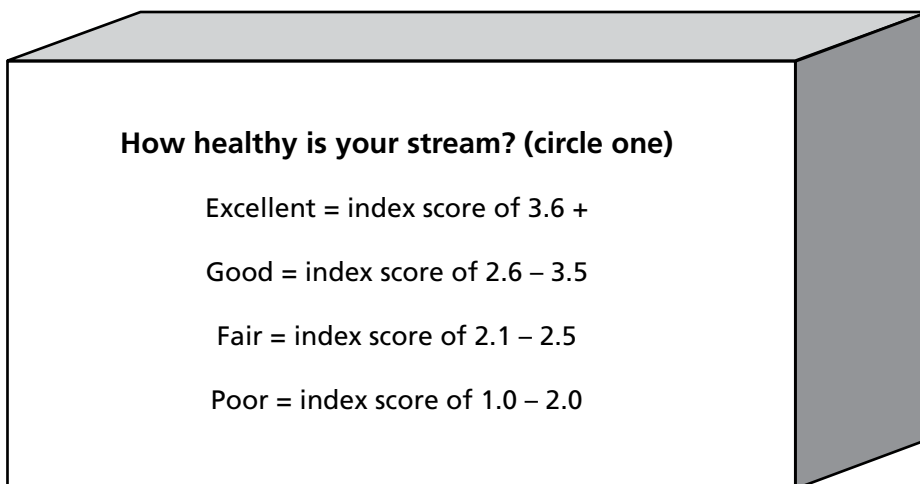 How healthy is your stream? (circle one)
Excellent = index score of 3.6 +
Good = index score of 2.6 – 3.5
Fair = index score of 2.1 – 2.5
Poor = index score of 1.0 – 2.0